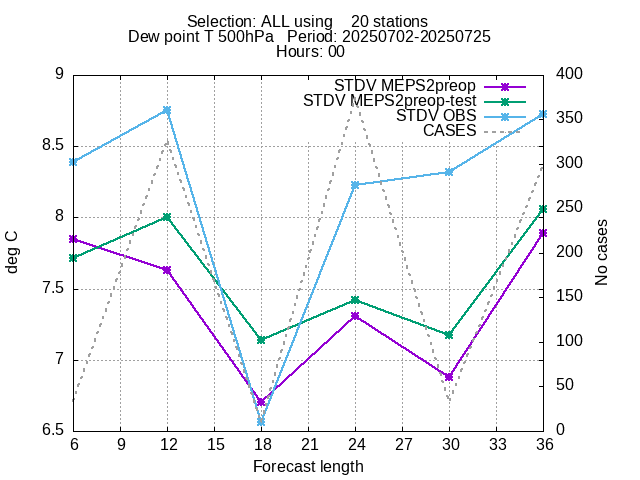 Selection: ALL using    20 stations
Dew point T 500hPa   Period: 20250702-20250725
Hours: 00
STDV MEPS2preop
STDV MEPS2preop-test
STDV OBS
CASES
9
8.5
8
7.5
7
6.5
400
350
300
250
200
150
100
50
0
deg C
No cases
6 9 12 15 18 21 24 27 30 33 36
Forecast length